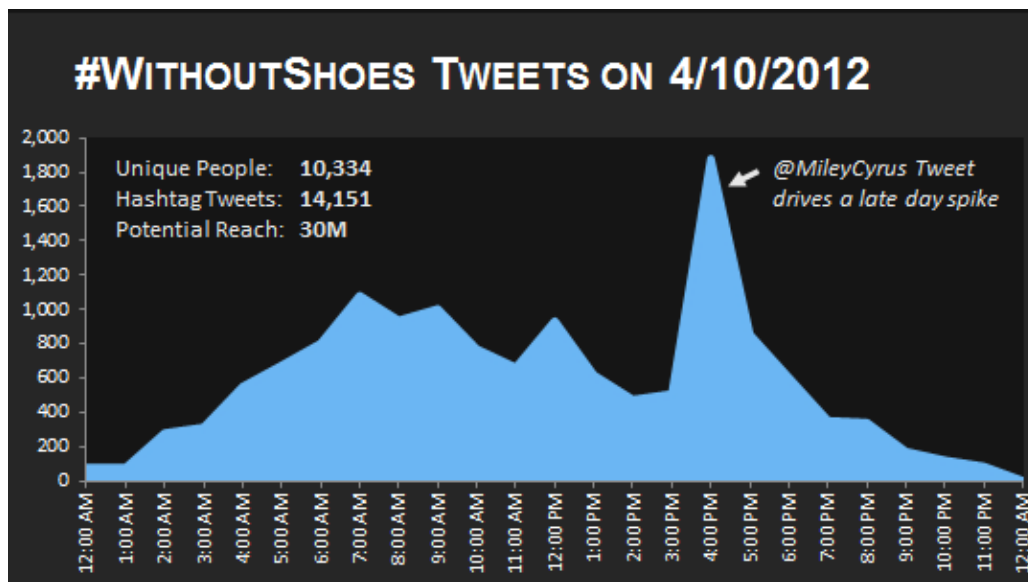 #WITHOUTSHOES TWEETS ON 4/10/2012
2,000
1,800
1,600
1,400
1,200
1,000
800
600
400
200
0
Unique People: 10,334
Hashtag Tweets: 14,151
Potential Reach: 30M
@MileyCyrus Tweet
drives a late day spike
12:00 AM
1:00 AM
2:00 AM
3:00 AM
4:00 AM
5:00 AM
6:00 AM
7:00 AM
8:00 AM
9:00 AM
10:00 AM
11:00 AM
12:00 PM
1:00 PM
2:00 PM
3:00 PM
4:00 PM
5:00 PM
6:00 PM
7:00 PM
8:00 PM
9:00 PM
10:00 PM
11:00 PM
12:00 AM